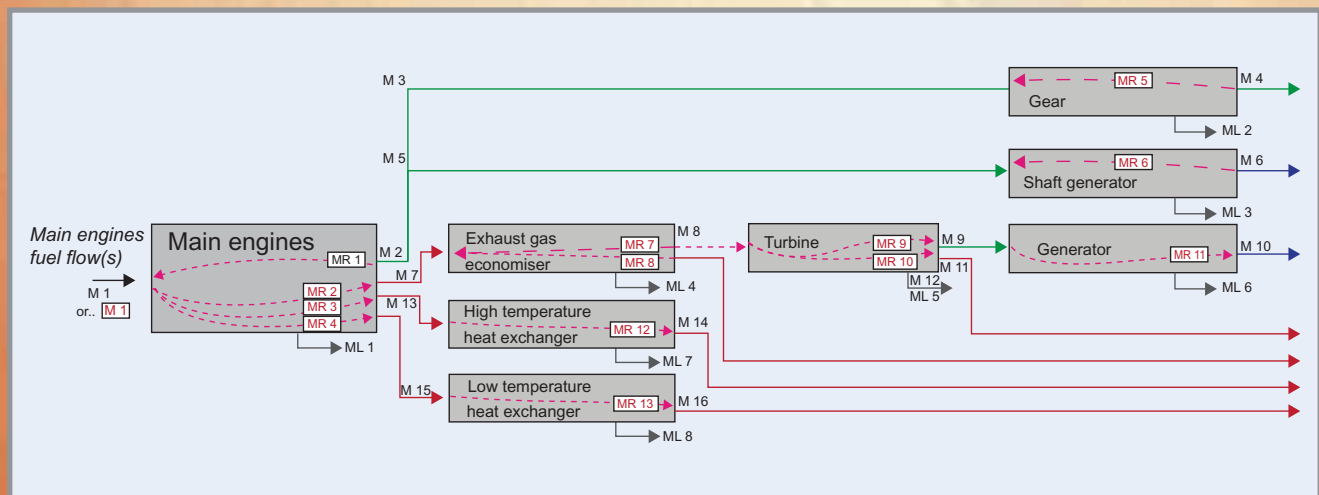 M 3
MR 5
M 4
Gear
ML 2
M 5
MR 6
M 6
Shaft generator
ML 3
Main engines
fuel flow(s)
M 1
or.. M 1
Main engines
MR 1
M 2
MR 2
MR 3
MR 4
ML 1
M 7
M 13
M 15
Exhaust gas
economiser
MR 7
MR 8
M 8
ML 4
Turbine
MR 9
MR 10
M 9
M 11
M 12
ML 5
Generator
MR 11
M 10
ML 6
High temperature
heat exchanger
MR 12
M 14
ML 7
Low temperature
heat exchanger
MR 13
M 16
ML 8